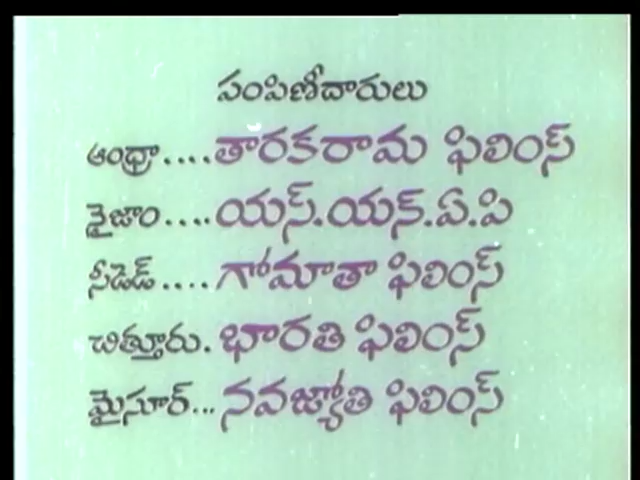 పంపిణీదారులు
ఆంధ్రా....తారకరామ ఫిలింస్
నైజాం....యస్.యన్.ఏ.పి
సీడెడ్....గోమాతా ఫిలింస్
చిత్తూరు.భారతి ఫిలింస్
మైసూర్...నవజ్యోతి ఫిలింస్